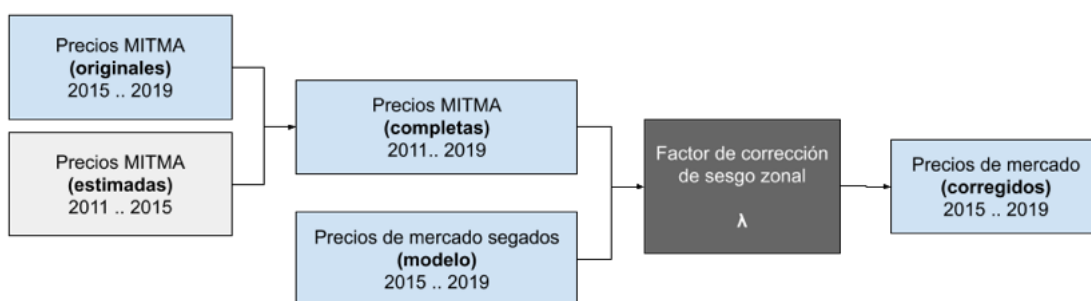 Precios MITMA
(originales)
2015 .. 2019
Precios MITMA
(estimadas)
2011 .. 2015
Precios MITMA
(completas)
2011.. 2019
Precios de mercado segados
(modelo)
2015 .. 2019
Factor de corrección
de sesgo zonal
λ
Precios de mercado
(corregidos)
2015 .. 2019